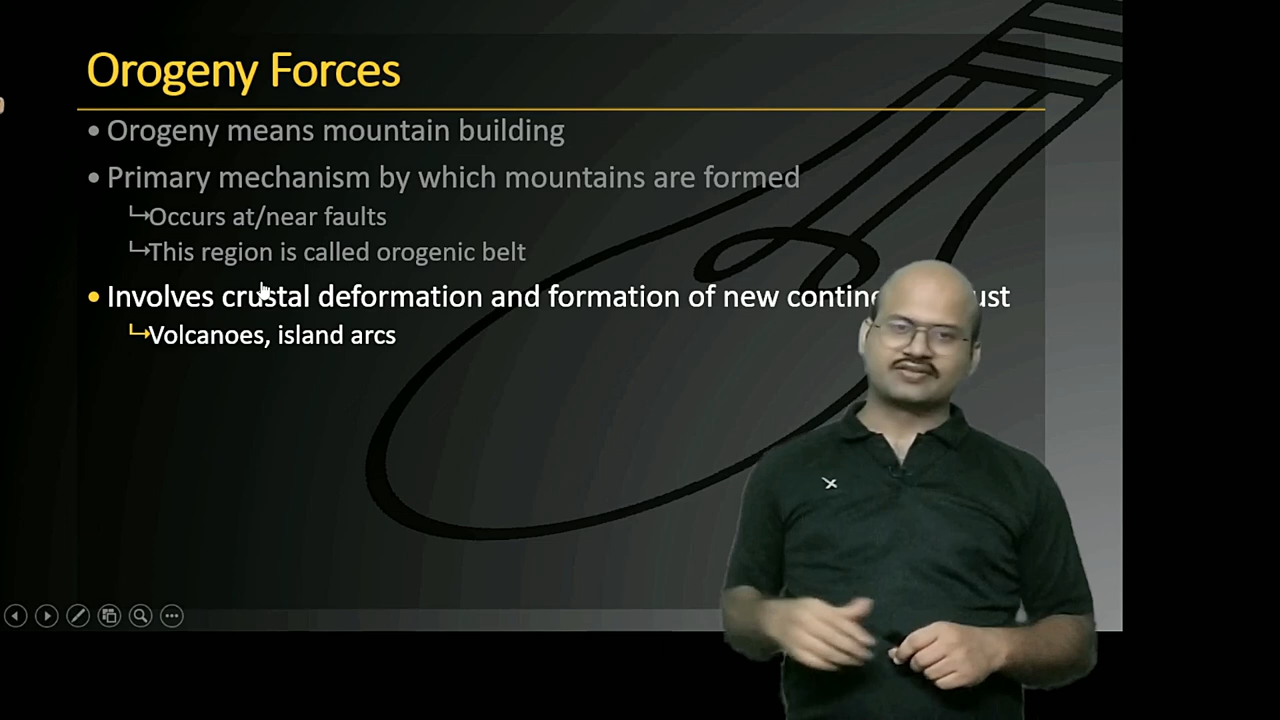 Orogeny Forces
• Orogeny means mountain building
• Primary mechanism by which mountains are formed
↳Occurs at/near faults
↳This region is called orogenic belt
• Involves crustal deformation and formation of new
↳Volcanoes, island arcs